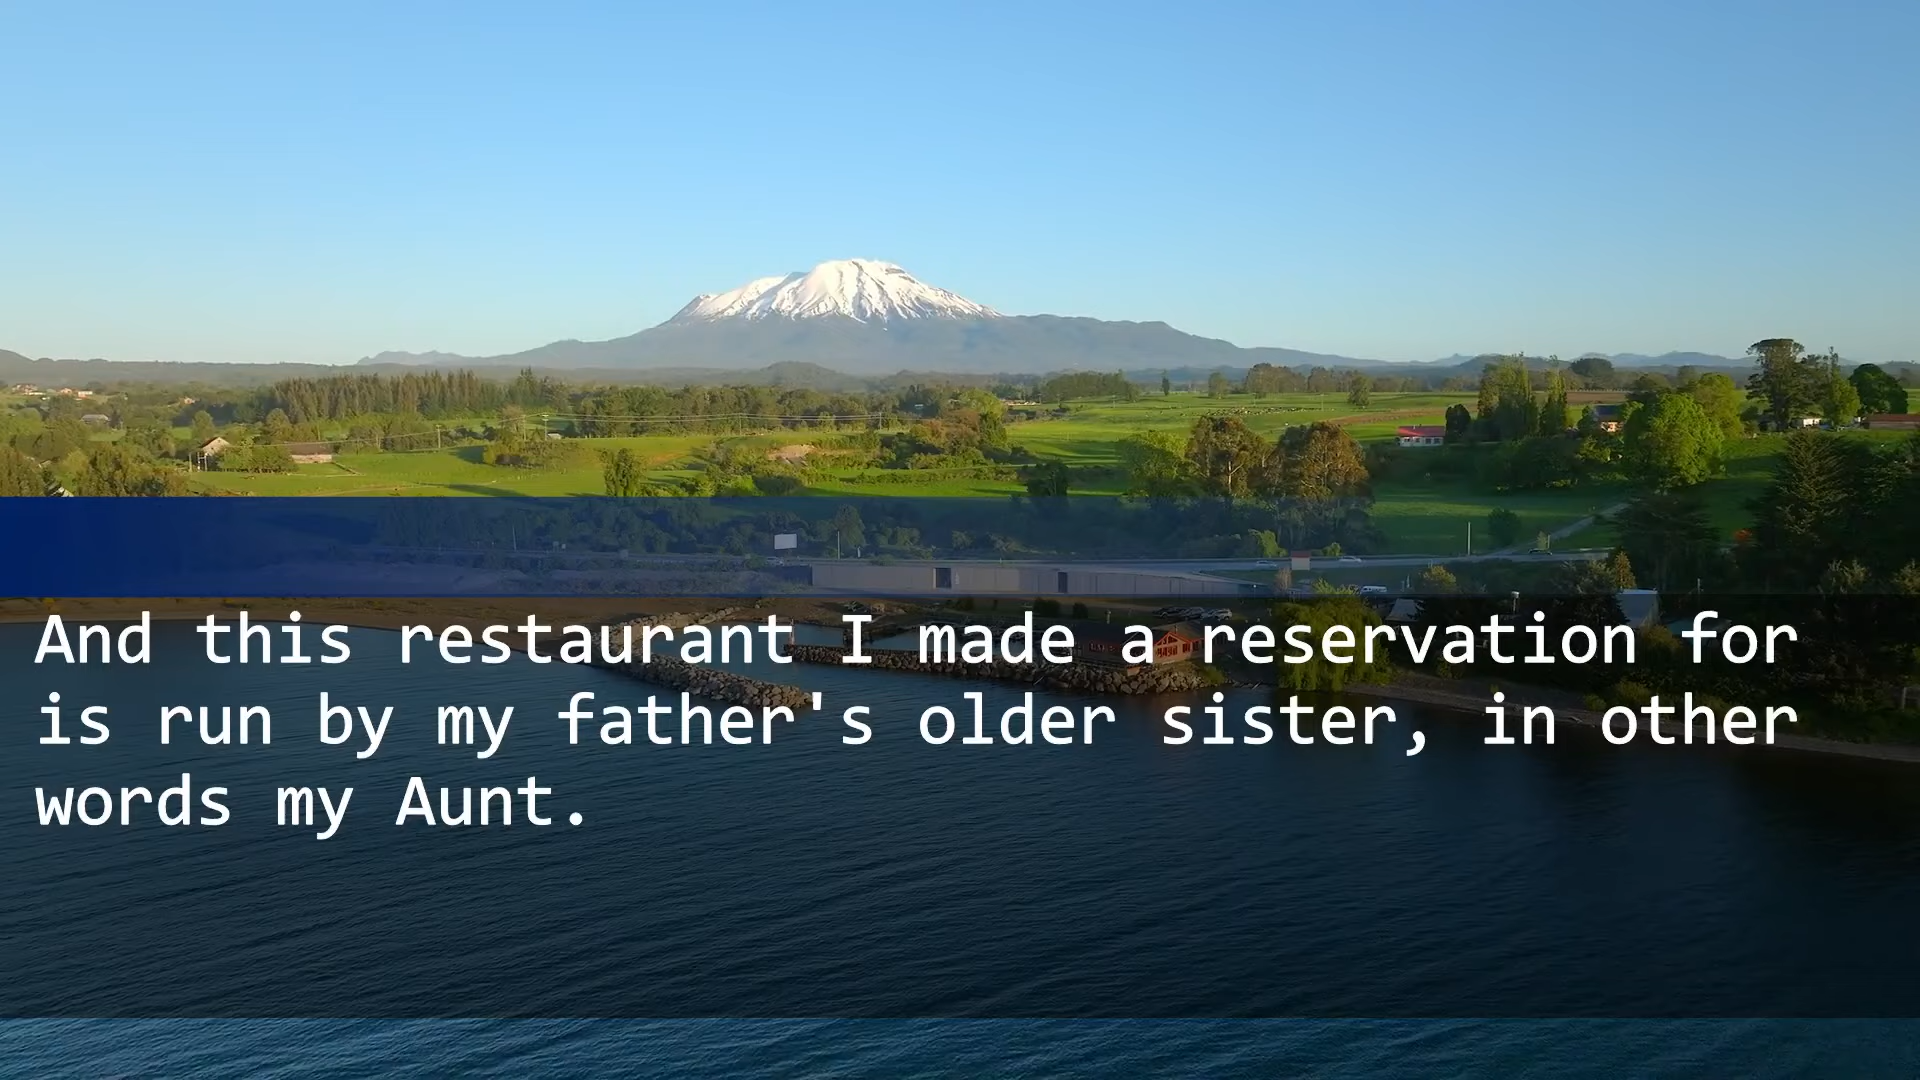 And this restaurant I made a reservation for
is run by my father's older sister, in other
words my Aunt.